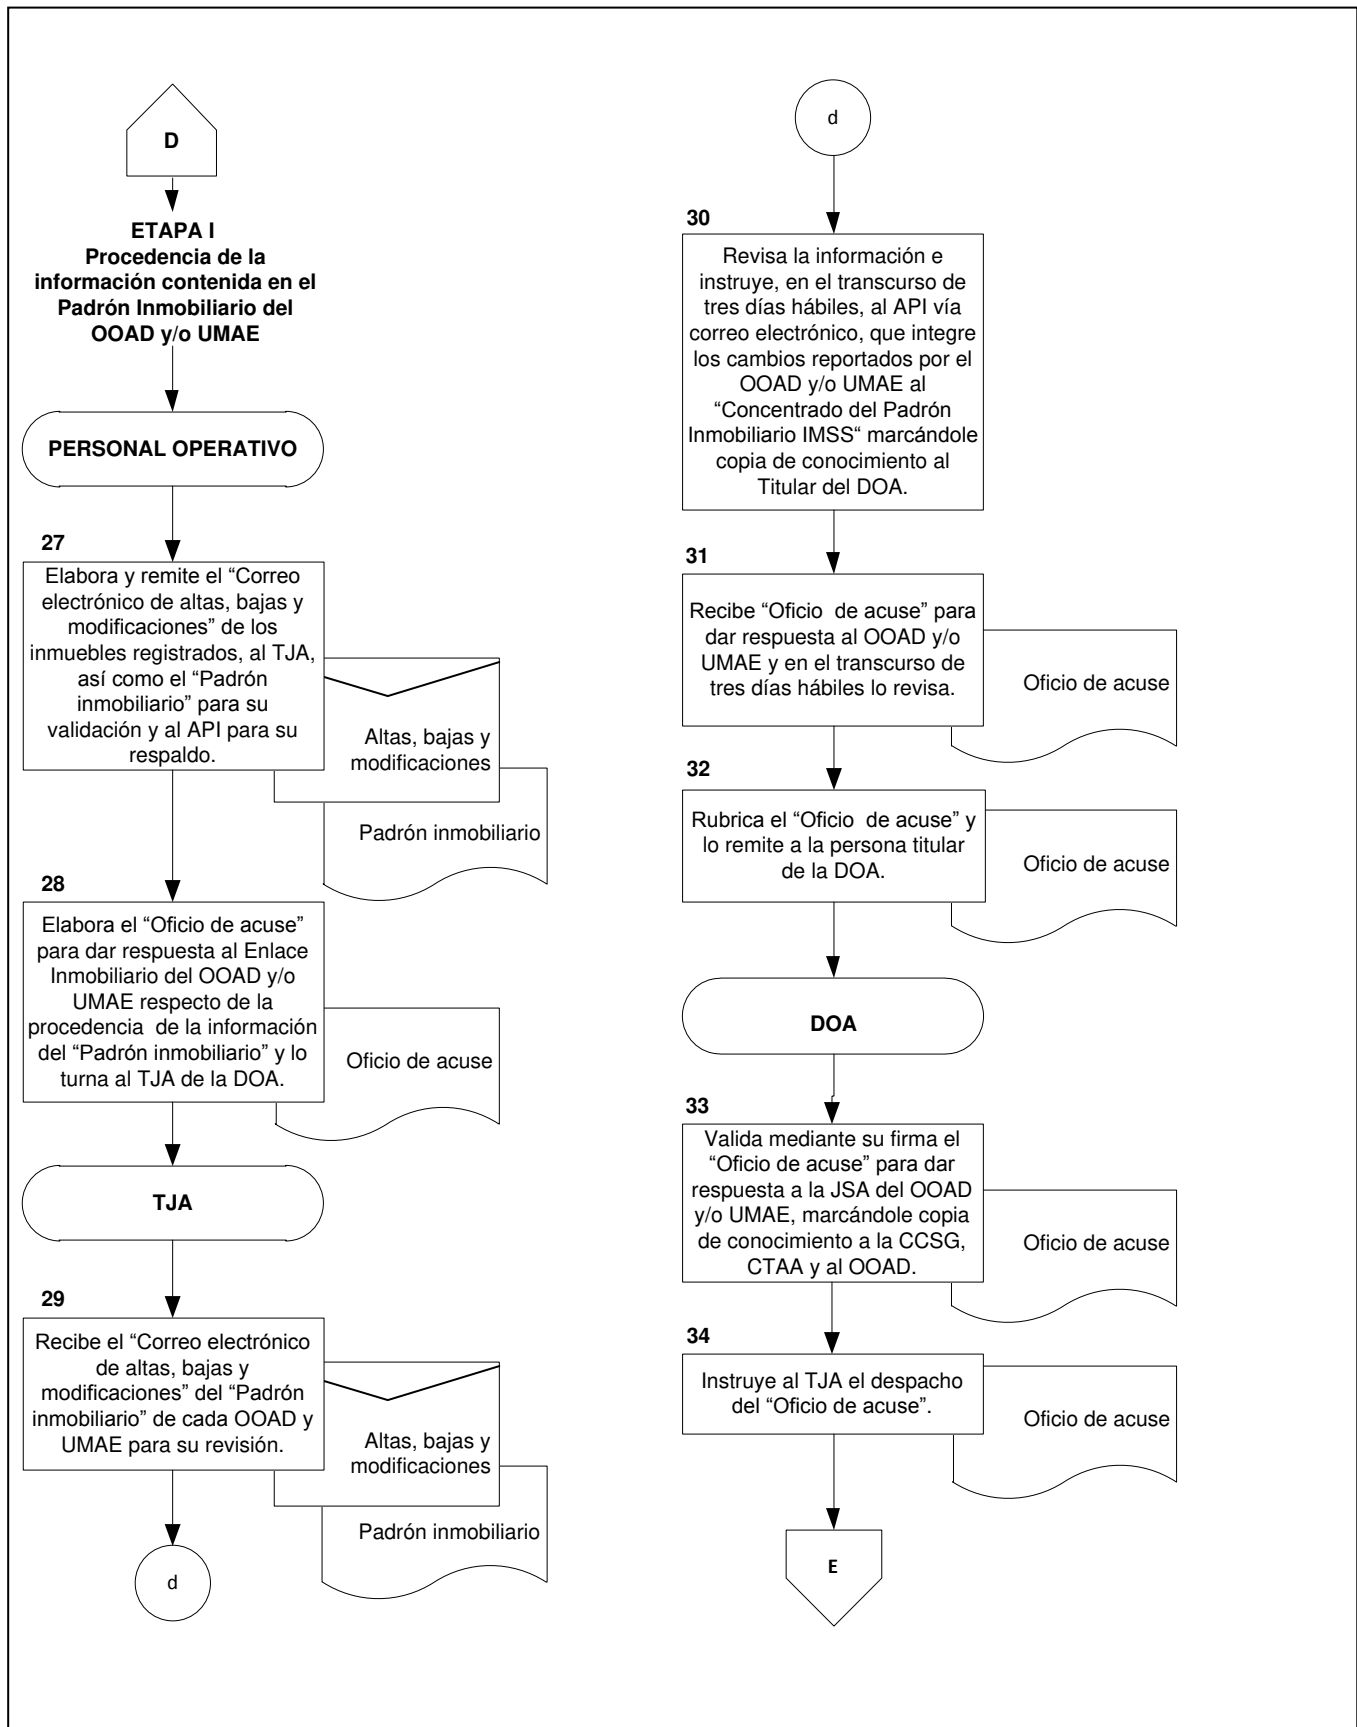 D
ETAPA I
Procedencia de la
información contenida en el
Padrón Inmobiliario del
OOAD y/o UMAE
PERSONAL OPERATIVO
27
Elabora y remite el “Correo
electrónico de altas, bajas y
modificaciones” de los
inmuebles registrados, al TJA,
así como el “Padrón
inmobiliario” para su
validación y al API para su
respaldo.
Altas, bajas y
modificaciones
Padrón inmobiliario
28
Elabora el “Oficio de acuse”
para dar respuesta al Enlace
Inmobiliario del OOAD y/o
UMAE respecto de la
procedencia  de la información
del “Padrón inmobiliario” y lo
turna al TJA de la DOA.
Oficio de acuse
TJA
29
Recibe el “Correo electrónico
de altas, bajas y
modificaciones” del “Padrón
inmobiliario” de cada OOAD y
UMAE para su revisión.
Altas, bajas y
modificaciones
Padrón inmobiliario
d
d
30
Revisa la información e
instruye, en el transcurso de
tres días hábiles, al API vía
correo electrónico, que integre
los cambios reportados por el
OOAD y/o UMAE al
“Concentrado del Padrón
Inmobiliario IMSS“ marcándole
copia de conocimiento al
Titular del DOA.
31
Recibe “Oficio  de acuse” para
dar respuesta al OOAD y/o
UMAE y en el transcurso de
tres días hábiles lo revisa.
Oficio de acuse
32
Rubrica el “Oficio  de acuse” y
lo remite a la persona titular
de la DOA.
Oficio de acuse
DOA
33
Valida mediante su firma el
“Oficio de acuse” para dar
respuesta a la JSA del OOAD
y/o UMAE, marcándole copia
de conocimiento a la CCSG,
CTAA y al OOAD.
Oficio de acuse
34
Instruye al TJA el despacho
del “Oficio de acuse”.
Oficio de acuse
E